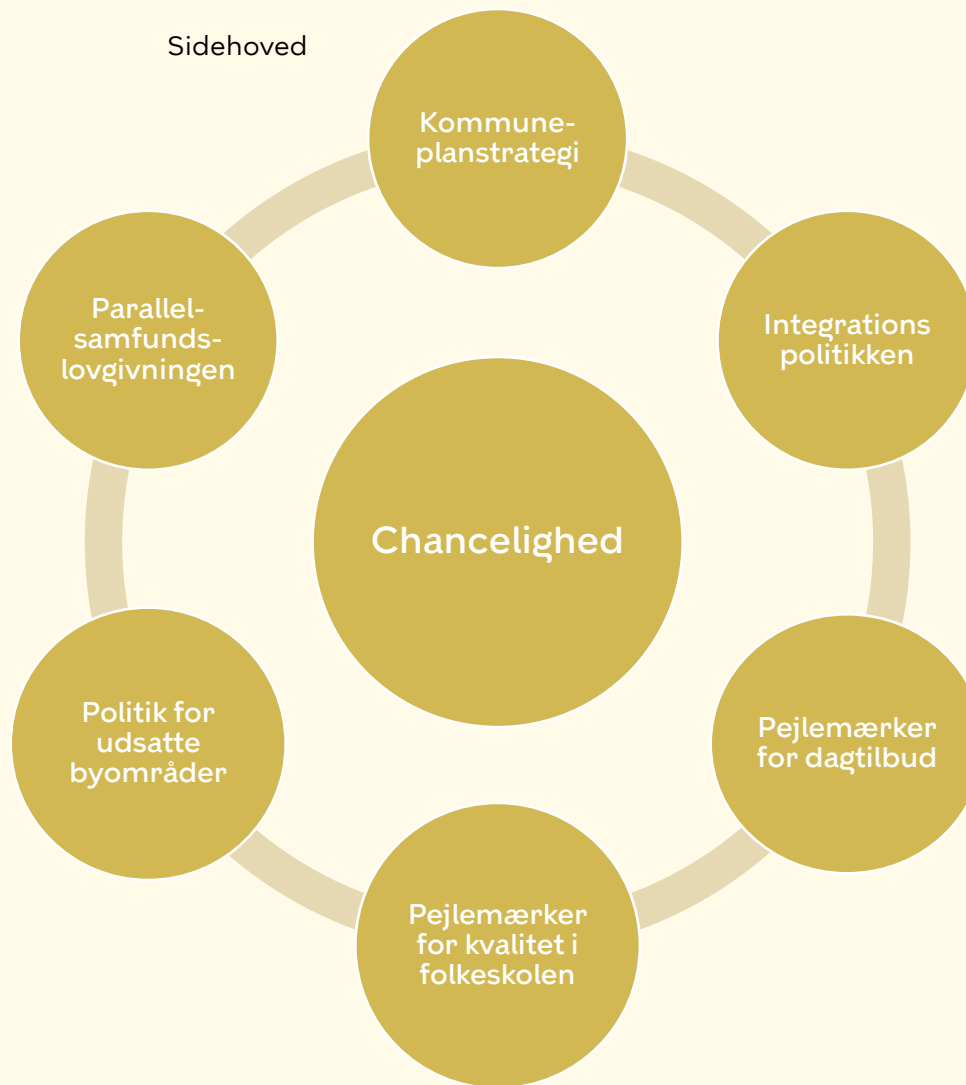 Sidehoved
Kommune-
planstrategi
Integrations
politikken
Pejlemærker
for dagtilbud
Pejlemærker
for kvalitet i
folkeskolen
Politik for
udsatte
byområder
Parallel-
samfunds-
lovgivningen
Chancelighed